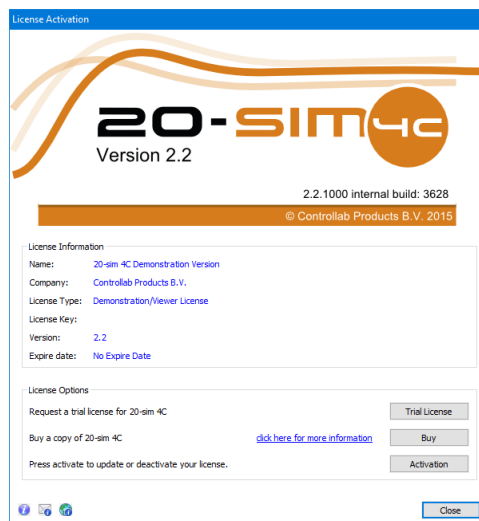 License Activation
20-SIM 4C
Version 2.2
2.2.1000 internal build: 3628
© Controllab Products B.V. 2015
License Information
Name: 20-sim 4C Demonstration Version
Company: Controllab Products B.V.
License Type: Demonstration/Viewer License
License Key:
Version: 2.2
Expire date: No Expire Date
License Options
Request a trial license for 20-sim 4C Trial License
Buy a copy of 20-sim 4C click here for more information Buy
Press activate to update or deactivate your license. Activation
Close